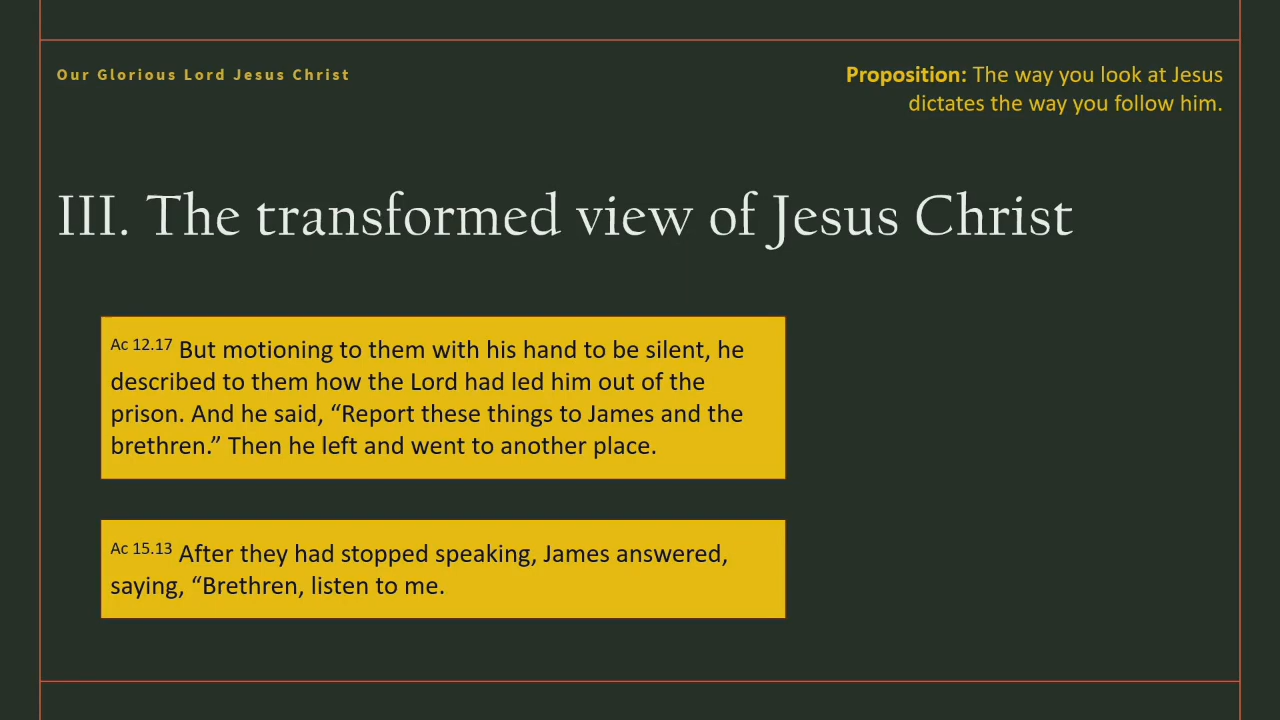 Our Glorious Lord Jesus Christ
Proposition: The way you look at Jesus
dictates the way you follow him.
III. The transformed view of Jesus Christ
Ac 12.17 But motioning to them with his hand to be silent, he
described to them how the Lord had led him out of the
prison. And he said, “Report these things to James and the
brethren.” Then he left and went to another place.
Ac 15.13 After they had stopped speaking, James answered,
saying, “Brethren, listen to me.